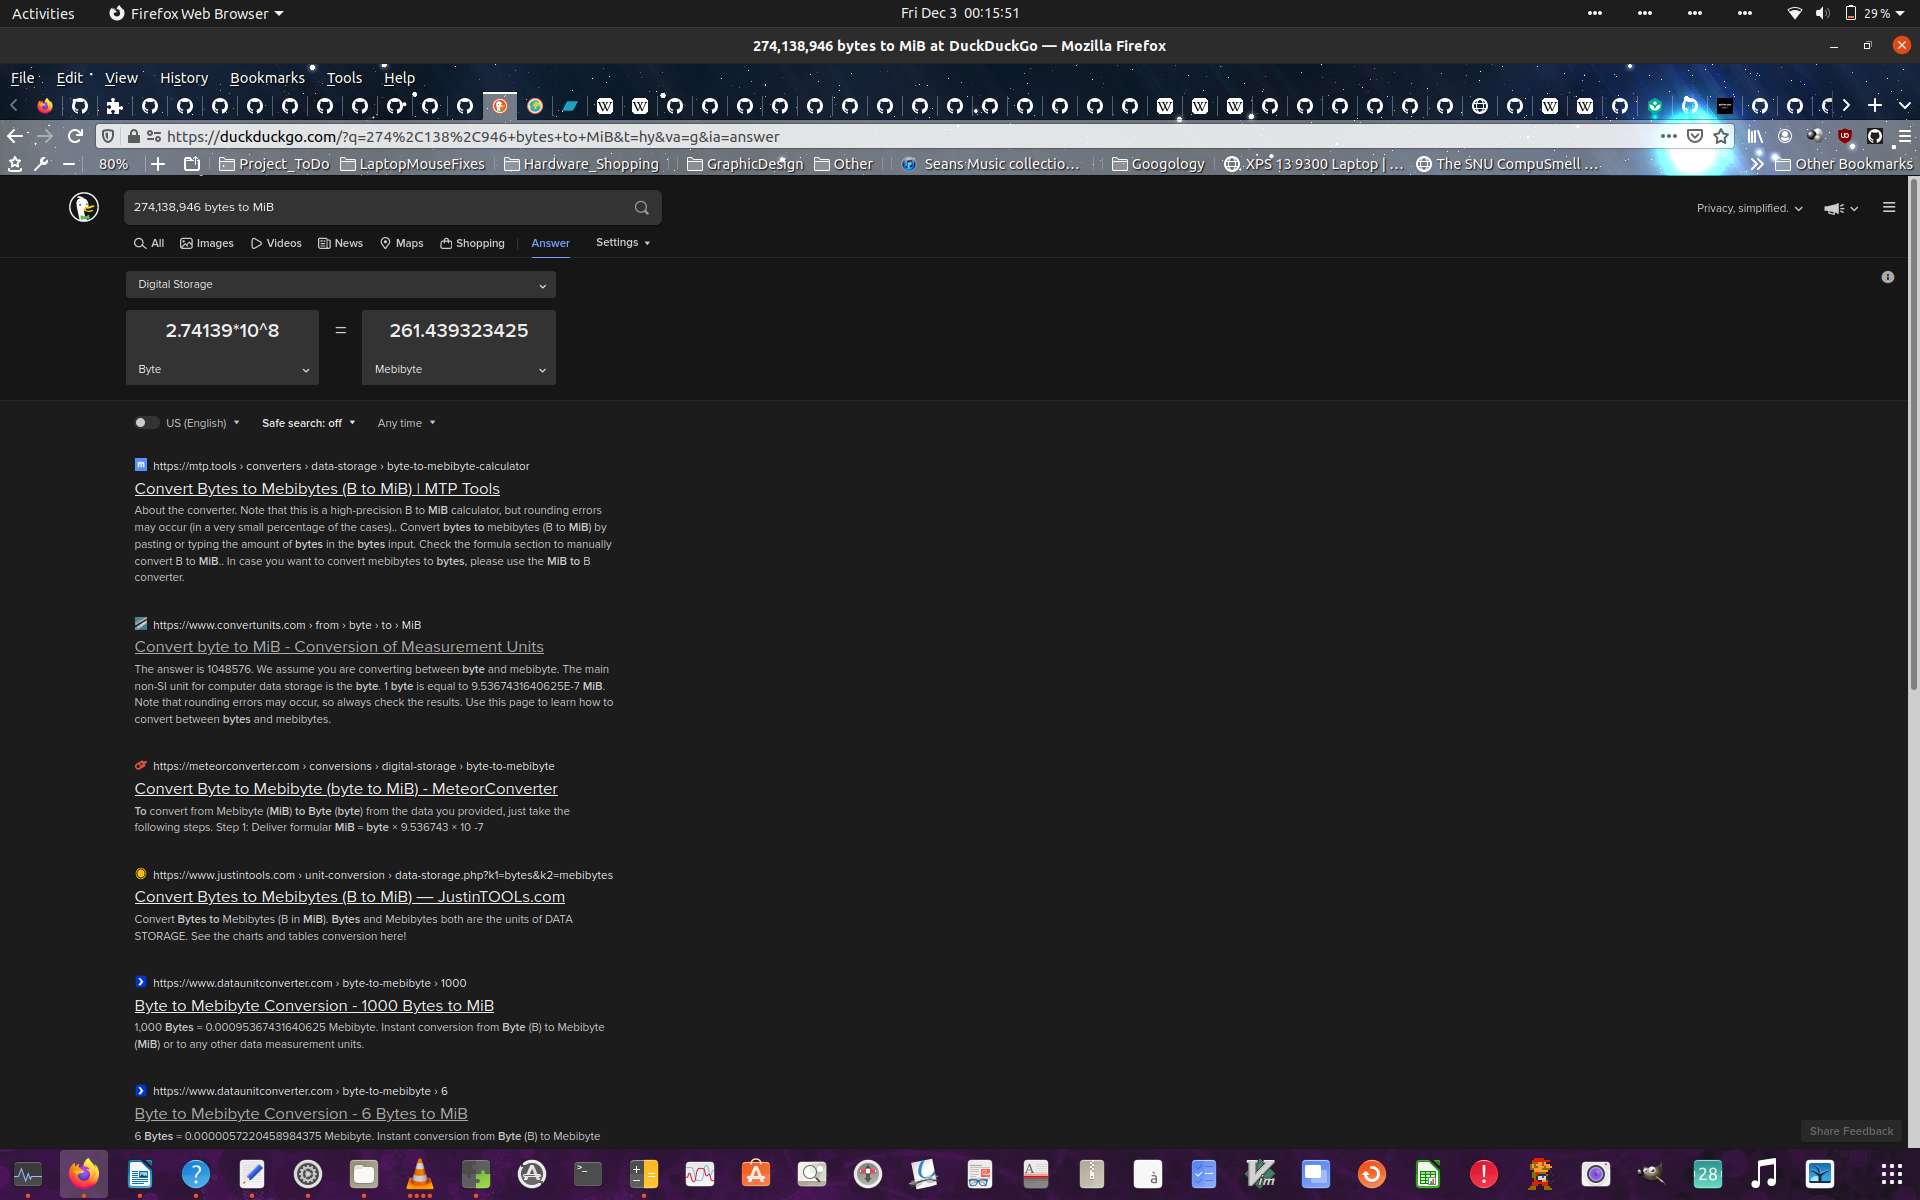 Activities
Firefox Web Browser
Fri Dec 3 00:15:51
29 %
274,138,946 bytes to MiB at DuckDuckGo — Mozilla Firefox
File Edit View History Bookmarks Tools Help
https://duckduckgo.com/?q=274%2C138%2C946+bytes+to+MiB&t=hy&va=g&ia=answer
80%
Project_ToDo
LaptopMouseFixes
Hardware_Shopping
GraphicDesign
Other
Seans Music collectio…
Googology
XPS 13 9300 Laptop | …
The SNU CompuSmell …
Other Bookmarks
274,138,946 bytes to MiB
Privacy, simplified.
All Images Videos News Maps Shopping Answer Settings
Digital Storage
2.74139*10^8 = 261.439323425
Byte Mebibyte
US (English) Safe search: off Any time
https://mtp.tools › converters › data-storage › byte-to-mebibyte-calculator
Convert Bytes to Mebibytes (B to MiB) | MTP Tools
About the converter. Note that this is a high-precision B to MiB calculator, but rounding errors
may occur (in a very small percentage of the cases).. Convert bytes to mebibytes (B to MiB) by
pasting or typing the amount of bytes in the bytes input. Check the formula section to manually
convert B to MiB.. In case you want to convert mebibytes to bytes, please use the MiB to B
converter.
https://www.convertunits.com › from › byte › to › MiB
Convert byte to MiB - Conversion of Measurement Units
The answer is 1048576. We assume you are converting between byte and mebibyte. The main
non-SI unit for computer data storage is the byte. 1 byte is equal to 9.5367431640625E-7 MiB.
Note that rounding errors may occur, so always check the results. Use this page to learn how to
convert between bytes and mebibytes.
https://meteorconverter.com › conversions › digital-storage › byte-to-mebibyte
Convert Byte to Mebibyte (byte to MiB) - MeteorConverter
To convert from Mebibyte (MiB) to Byte (byte) from the data you provided, just take the
following steps. Step 1: Deliver formular MiB = byte × 9.536743 × 10 -7
https://www.justintools.com › unit-conversion › data-storage.php?k1=bytes&k2=mebibytes
Convert Bytes to Mebibytes (B to MiB) — JustinTOOLs.com
Convert Bytes to Mebibytes (B in MiB). Bytes and Mebibytes both are the units of DATA
STORAGE. See the charts and tables conversion here!
https://www.dataunitconverter.com › byte-to-mebibyte › 1000
Byte to Mebibyte Conversion - 1000 Bytes to MiB
1,000 Bytes = 0.00095367431640625 Mebibyte. Instant conversion from Byte (B) to Mebibyte
(MiB) or to any other data measurement units.
https://www.dataunitconverter.com › byte-to-mebibyte › 6
Byte to Mebibyte Conversion - 6 Bytes to MiB
6 Bytes = 0.0000057220458984375 Mebibyte. Instant conversion from Byte (B) to Mebibyte
Share Feedback
28